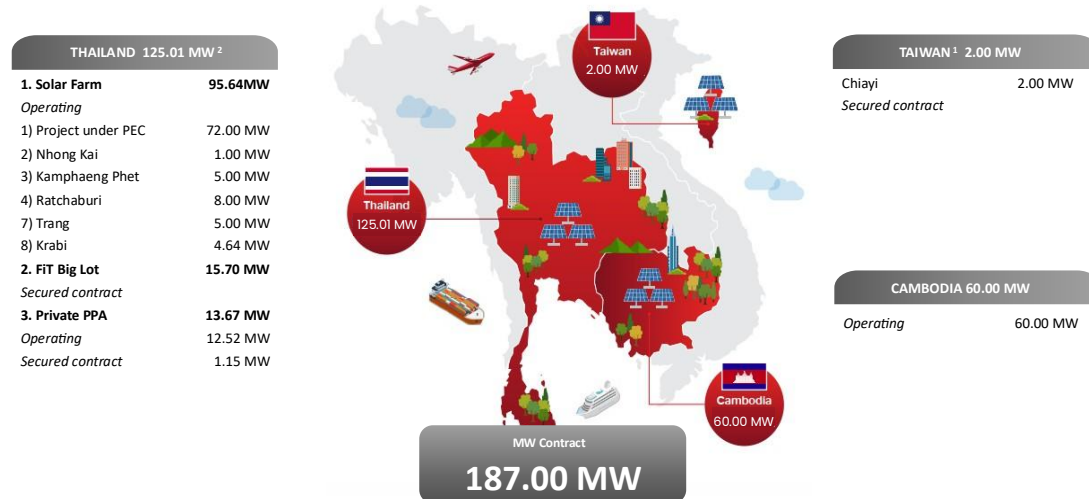 THAILAND 125.01 MW ²
1. Solar Farm 95.64MW
Operating
1) Project under PEC 72.00 MW
2) Nhong Kai 1.00 MW
3) Kamphaeng Phet 5.00 MW
4) Ratchaburi 8.00 MW
7) Trang 5.00 MW
8) Krabi 4.64 MW
2. FiT Big Lot 15.70 MW
Secured contract
3. Private PPA 13.67 MW
Operating 12.52 MW
Secured contract 1.15 MW
Taiwan
2.00 MW
Thailand
125.01 MW
Cambodia
60.00 MW
MW Contract
187.00 MW
TAIWAN¹ 2.00 MW
Chiayi 2.00 MW
Secured contract
CAMBODIA 60.00 MW
Operating 60.00 MW